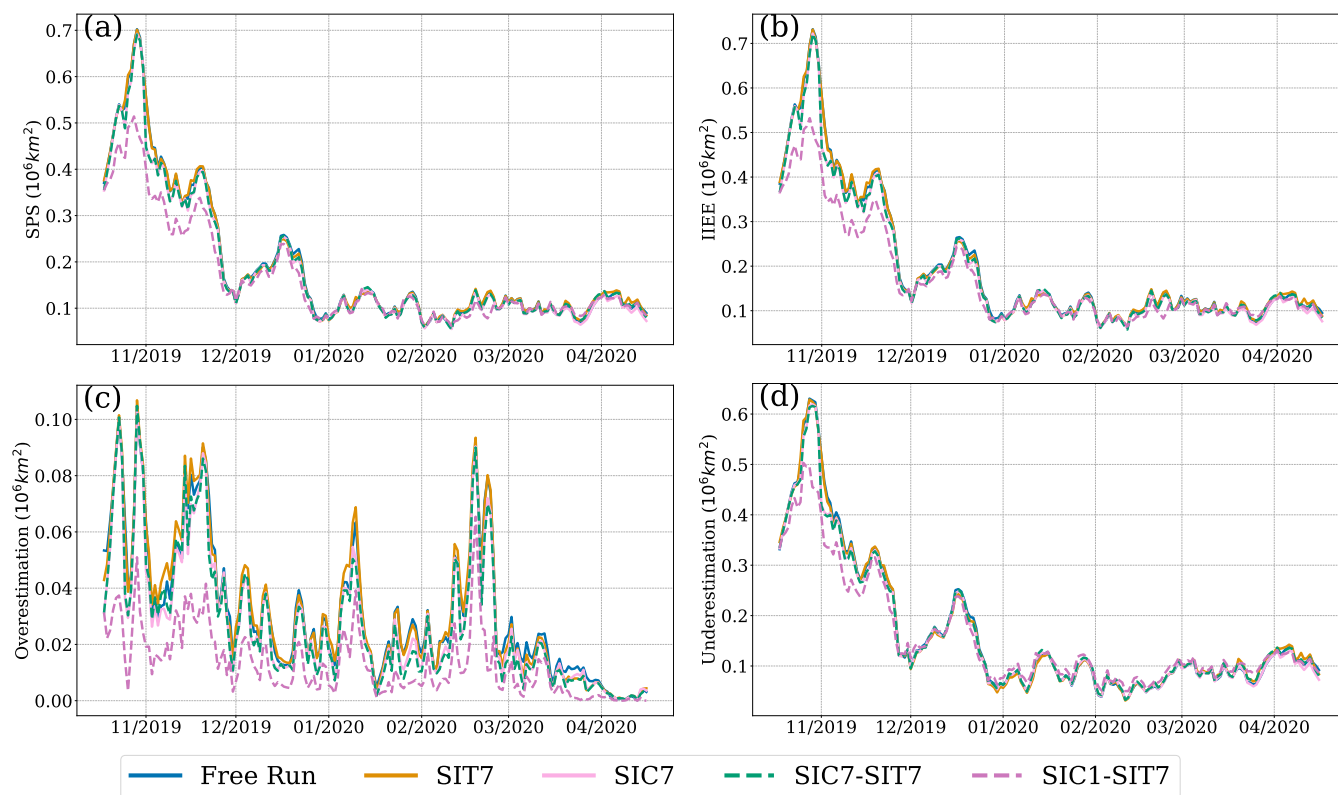 (a)
SPS (10⁶km²)
0.7
0.6
0.5
0.4
0.3
0.2
0.1
11/2019 12/2019 01/2020 02/2020 03/2020 04/2020
(b)
IIEE (10⁶km²)
0.7
0.6
0.5
0.4
0.3
0.2
0.1
11/2019 12/2019 01/2020 02/2020 03/2020 04/2020
(c)
Overestimation (10⁶km²)
0.10
0.08
0.06
0.04
0.02
0.00
11/2019 12/2019 01/2020 02/2020 03/2020 04/2020
(d)
Underestimation (10⁶km²)
0.6
0.5
0.4
0.3
0.2
0.1
11/2019 12/2019 01/2020 02/2020 03/2020 04/2020
Free Run SIT7 SIC7 SIC7-SIT7 SIC1-SIT7